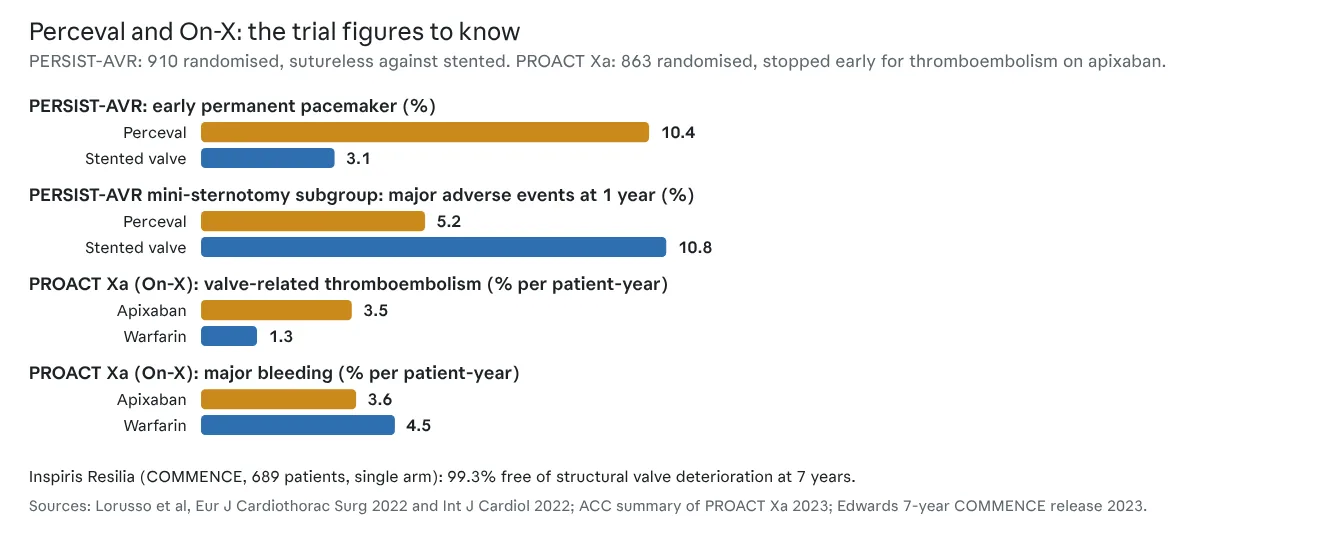 Perceval and On-X: the trial figures to know
PERSIST-AVR: 910 randomised, sutureless against stented. PROACT Xa: 863 randomised, stopped early for thromboembolism on apixaban.
PERSIST-AVR: early permanent pacemaker (%)
Perceval 10.4
Stented valve 3.1
PERSIST-AVR mini-sternotomy subgroup: major adverse events at 1 year (%)
Perceval 5.2
Stented valve 10.8
PROACT Xa (On-X): valve-related thromboembolism (% per patient-year)
Apixaban 3.5
Warfarin 1.3
PROACT Xa (On-X): major bleeding (% per patient-year)
Apixaban 3.6
Warfarin 4.5
Inspiris Resilia (COMMENCE, 689 patients, single arm): 99.3% free of structural valve deterioration at 7 years.
Sources: Lorusso et al, Eur J Cardiothorac Surg 2022 and Int J Cardiol 2022; ACC summary of PROACT Xa 2023; Edwards 7-year COMMENCE release 2023.